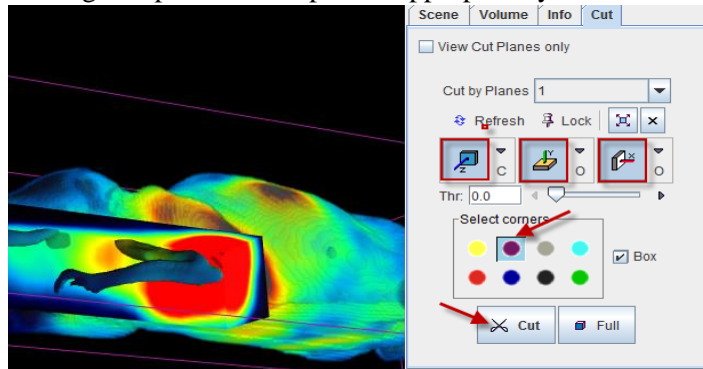 Scene Volume Info Cut
View Cut Planes only
Cut by Planes 1
Refresh Lock
Z C Y O X O
Thr: 0.0
Select corners
Box
Cut Full